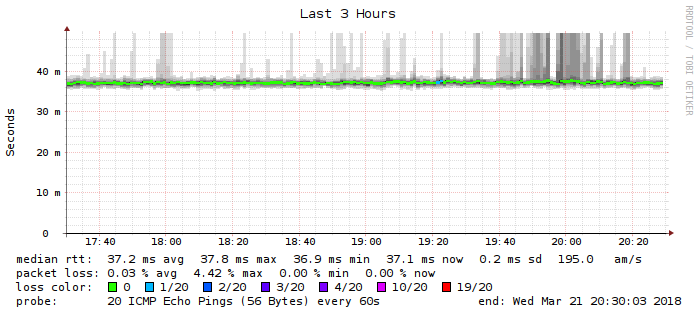 Last 3 Hours
RRDTOOL / TOBI OETIKER
Seconds
40 m
30 m
20 m
10 m
0
17:40 18:00 18:20 18:40 19:00 19:20 19:40 20:00 20:20
median rtt: 37.2 ms avg 37.8 ms max 36.9 ms min 37.1 ms now 0.2 ms sd 195.0 am/s
packet loss: 0.03 % avg 4.42 % max 0.00 % min 0.00 % now
loss color: 0 1/20 2/20 3/20 4/20 10/20 19/20
probe: 20 ICMP Echo Pings (56 Bytes) every 60s end: Wed Mar 21 20:30:03 2018